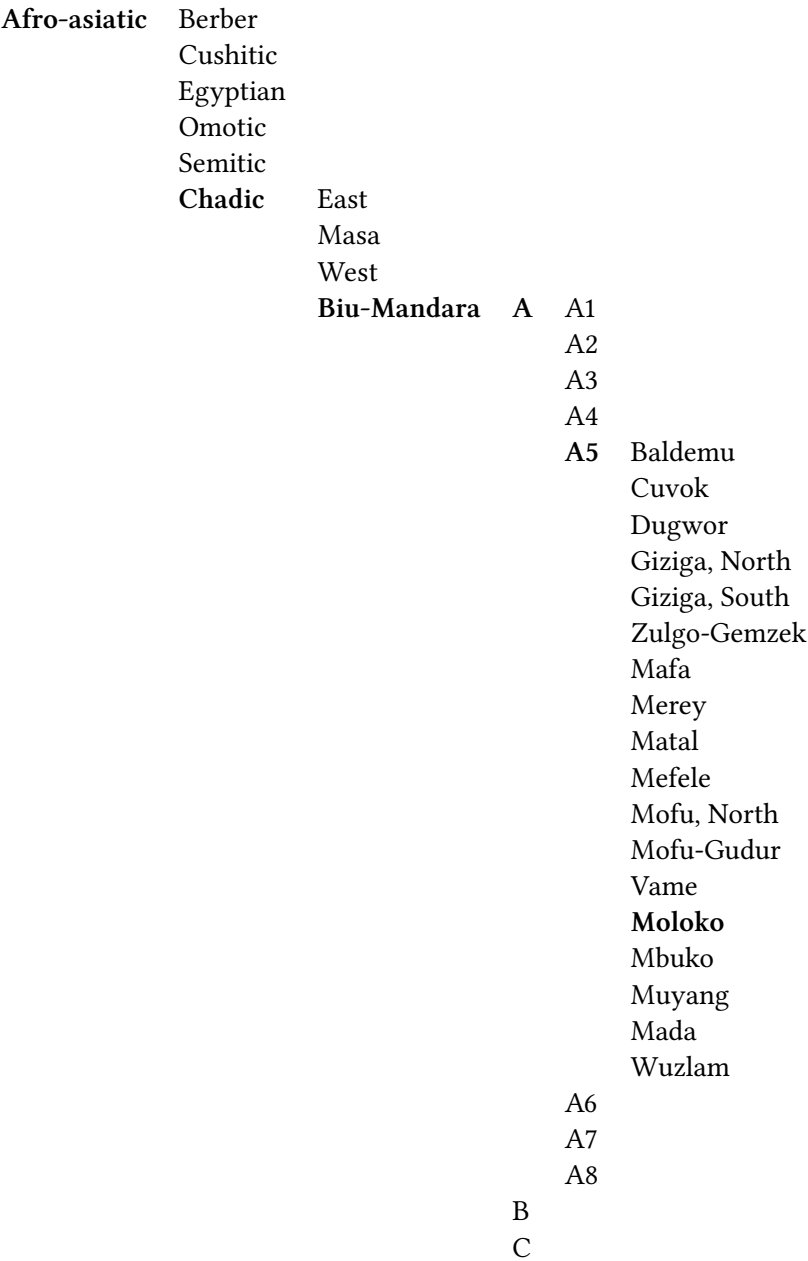 Afro-asiatic Berber
Cushitic
Egyptian
Omotic
Semitic
Chadic East
Masa
West
Biu-Mandara A A1
A2
A3
A4
A5 Baldemu
Cuvok
Dugwor
Giziga, North
Giziga, South
Zulgo-Gemzek
Mafa
Merey
Matal
Mefele
Mofu, North
Mofu-Gudur
Vame
Moloko
Mbuko
Muyang
Mada
Wuzlam
A6
A7
A8
B
C